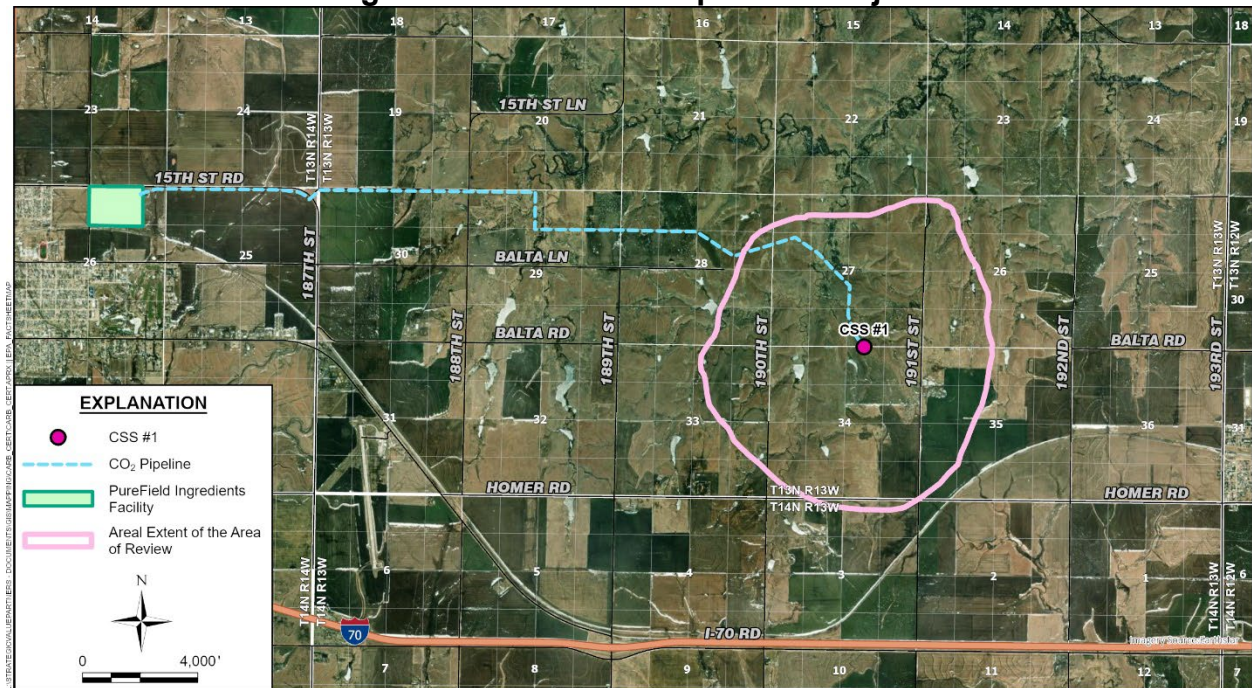 14
18
17
16
15
14
13
18
15TH ST LN
23
24
19
20
21
22
23
24
19
T13N R14W
T13N R13W
15TH ST RD
187TH ST
26
25
30
BALTA LN
29
28
27
26
25
30
T13N R13W
T13N R12W
CSS #1
188TH ST
BALTA RD
189TH ST
190TH ST
191ST ST
192ND ST
BALTA RD
193RD ST
31
32
33
34
35
36
31
HOMER RD
T13N R13W
T14N R13W
HOMER RD
EXPLANATION
CSS #1
CO₂ Pipeline
PureField Ingredients
Facility
Areal Extent of the Area
of Review
N
0
4,000'
T14N R14W
T14N R13W
6
5
4
3
2
1
6
T14N R13W
T14N R12W
70
I-70 RD
7
8
9
10
11
12
7